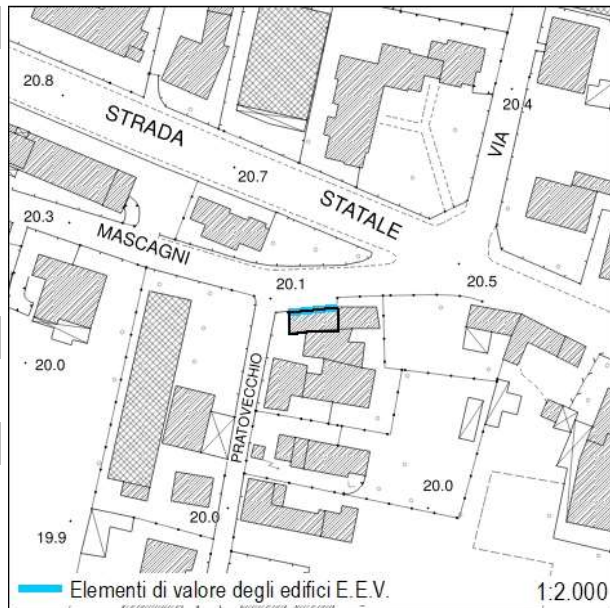 20.8
STRADA
20.4
VIA
20.7
STATALE
20.3
MASCAGNI
20.1
20.5
20.0
PRATOVECCHIO
20.0
20.0
19.9
Elementi di valore degli edifici E.E.V.
1:2.000